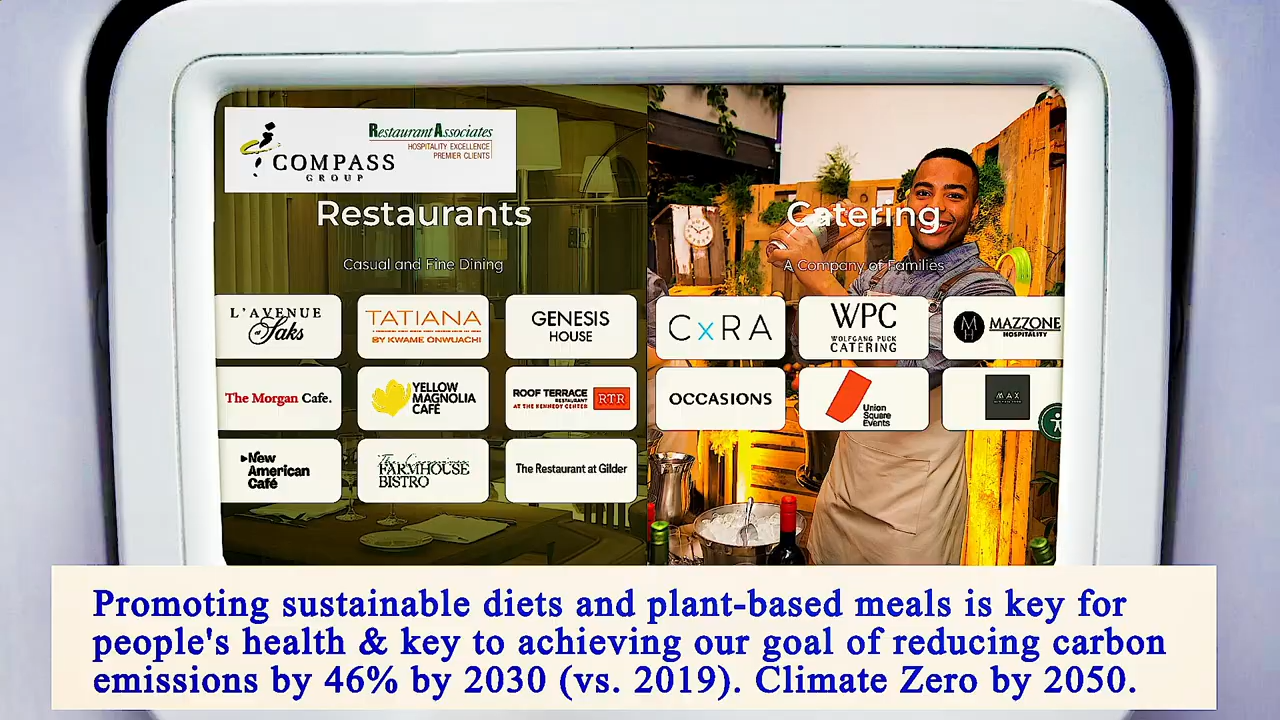 COMPASS
GROUP
Restaurant Associates
HOSPITALITY EXCELLENCE
PREMIER CLIENTS
Restaurants
Casual and Fine Dining
L'AVENUE
Saks
TATIANA
BY KWAME ONWUACHI
GENESIS
HOUSE
The Morgan Cafe.
YELLOW
MAGNOLIA
CAFÉ
ROOF TERRACE
RESTAURANT
AT THE KENNEDY CENTER
RTR
New
American
Café
FARMHOUSE
BISTRO
The Restaurant at Gilder
Catering
A Company of Families
CxRA
WPC
WOLFGANG PUCK
CATERING
MH
MAZZONE
HOSPITALITY
OCCASIONS
Union
Square
Events
MAX
Promoting sustainable diets and plant-based meals is key for
people's health & key to achieving our goal of reducing carbon
emissions by 46% by 2030 (vs. 2019). Climate Zero by 2050.